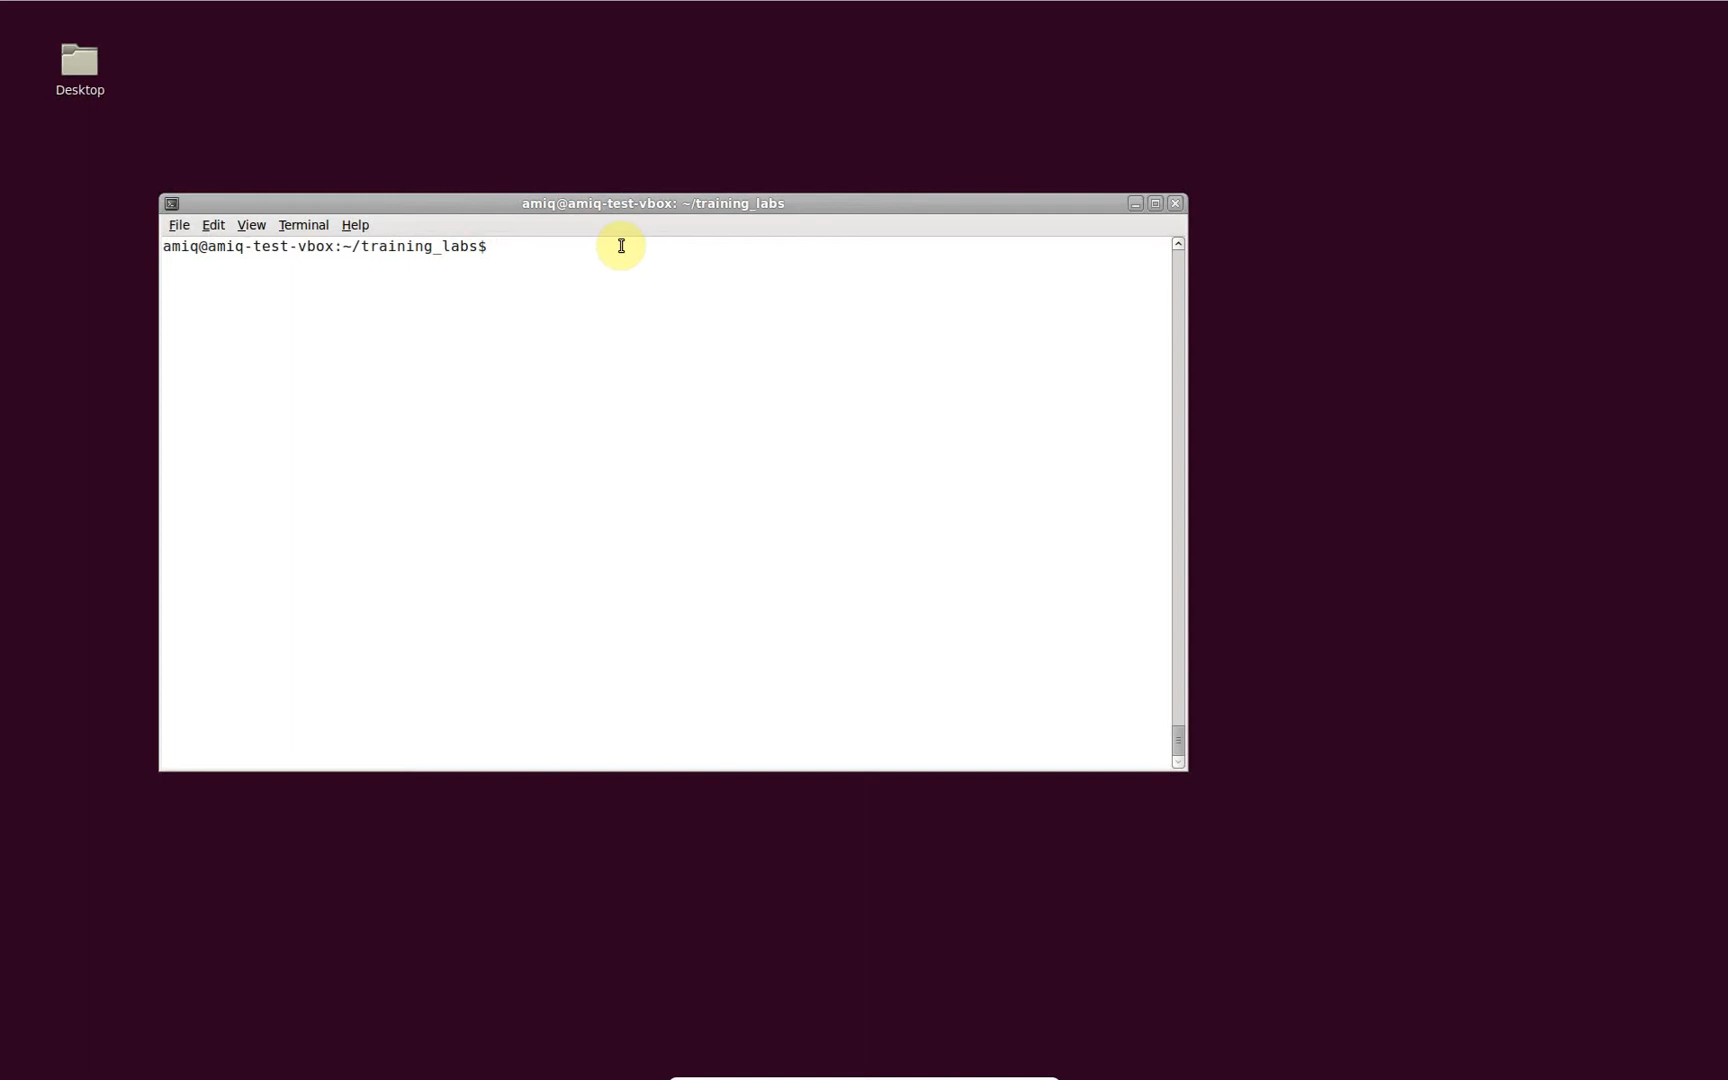 Desktop
amiq@amiq-test-vbox: ~/training_labs
File Edit View Terminal Help
amiq@amiq-test-vbox:~/training_labs$